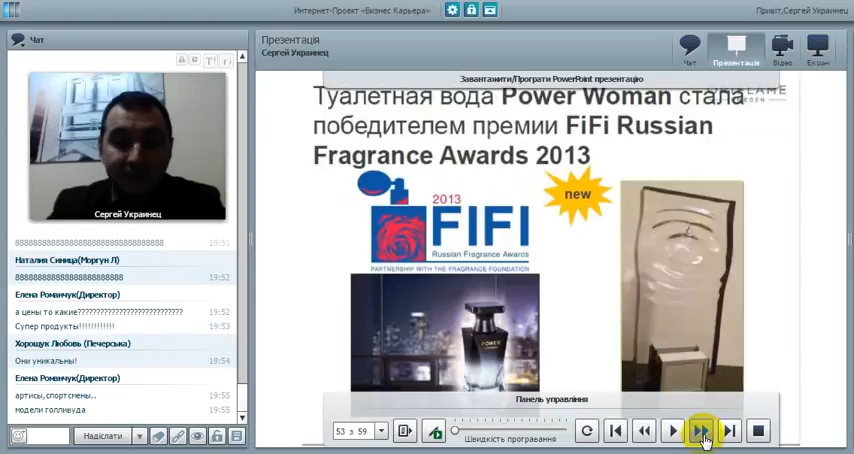 Интернет-Проект «Бизнес Карьера»
Привіт,Сергей Украинец
Чат
Сергей Украинец
88888888888888888888888888888888888 19:51
Наталия Синица(Моргун Л)
8888888888888888888888888 19:52
Елена Романчук(Директор)
а цены то какие??????????????????????????? 19:52
Супер продукты!!!!!!!!!!!! 19:53
Хорощук Любовь (Печерська)
Они уникальны! 19:54
Елена Романчук(Директор)
артисы,спортсмены.. 19:55
модели голливуда 19:55
Надіслати
Презентація
Сергей Украинец
Чат
Презентація
Відео
Екран
Завантажити/Програти PowerPoint презентацію
Туалетная вода Power Woman стала
победителем премии FiFi Russian
Fragrance Awards 2013
2013
FIFI
Russian Fragrance Awards
PARTNERSHIP WITH THE FRAGRANCE FOUNDATION
new
POWER
Панель управління
53 з 59
Швидкість програвання